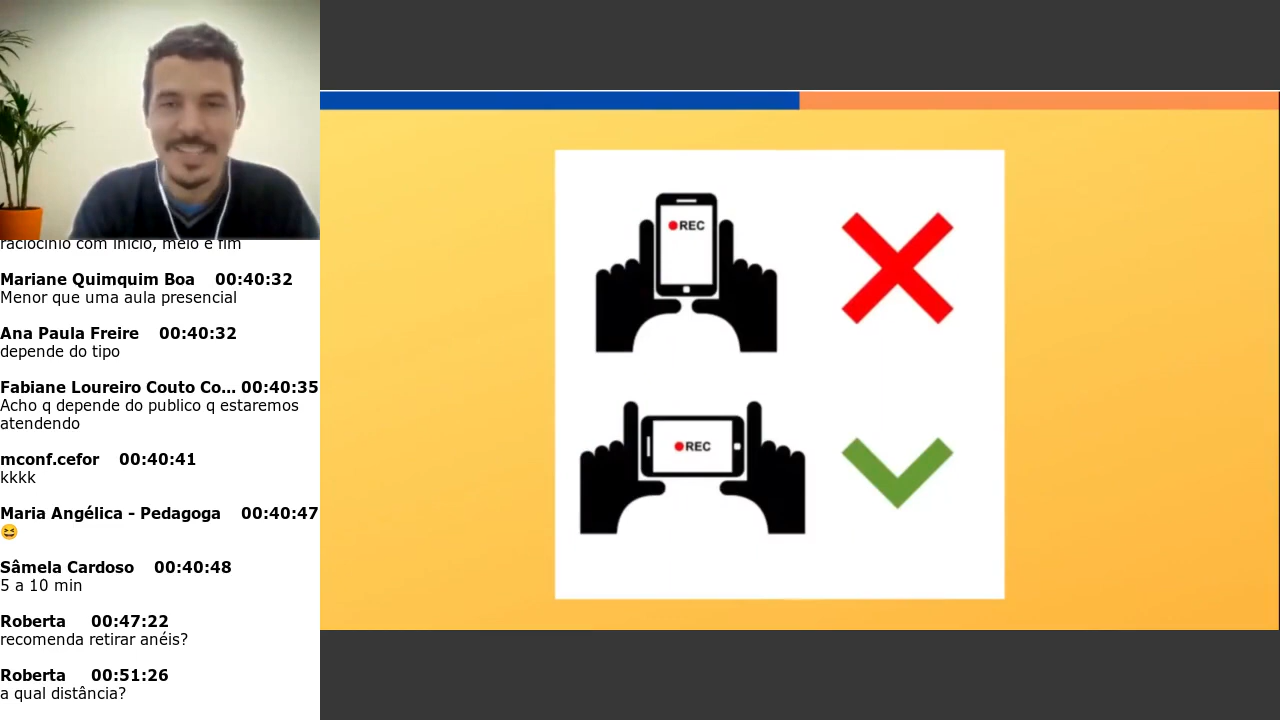 raciocínio com início, meio e fim
Mariane Quimquim Boa 00:40:32
Menor que uma aula presencial
Ana Paula Freire 00:40:32
depende do tipo
Fabiane Loureiro Couto Co... 00:40:35
Acho q depende do publico q estaremos
atendendo
mconf.cefor 00:40:41
kkkk
Maria Angélica - Pedagoga 00:40:47
😆
Sâmela Cardoso 00:40:48
5 a 10 min
Roberta 00:47:22
recomenda retirar anéis?
Roberta 00:51:26
a qual distância?
REC
REC